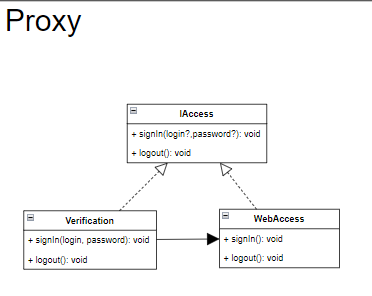 Proxy
IAccess
+ signIn(login?,password?): void
+ logout(): void
Verification
+ signIn(login, password): void
+ logout(): void
WebAccess
+ signIn(): void
+ logout(): void